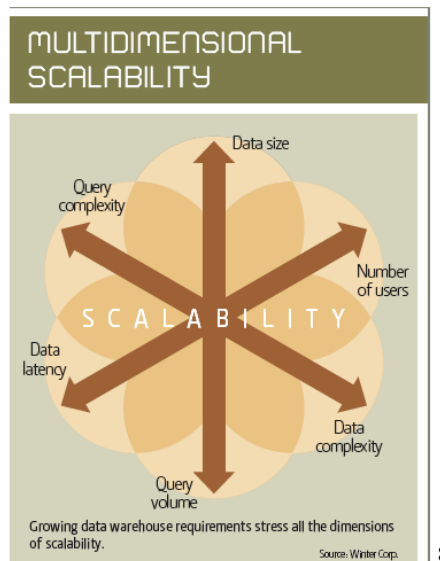 MULTIDIMENSIONAL
SCALABILITY
Data size
Query
complexity
Number
of users
SCALABILITY
Data
latency
Data
complexity
Query
volume
Growing data warehouse requirements stress all the dimensions
of scalability.
Source: Winter Corp.